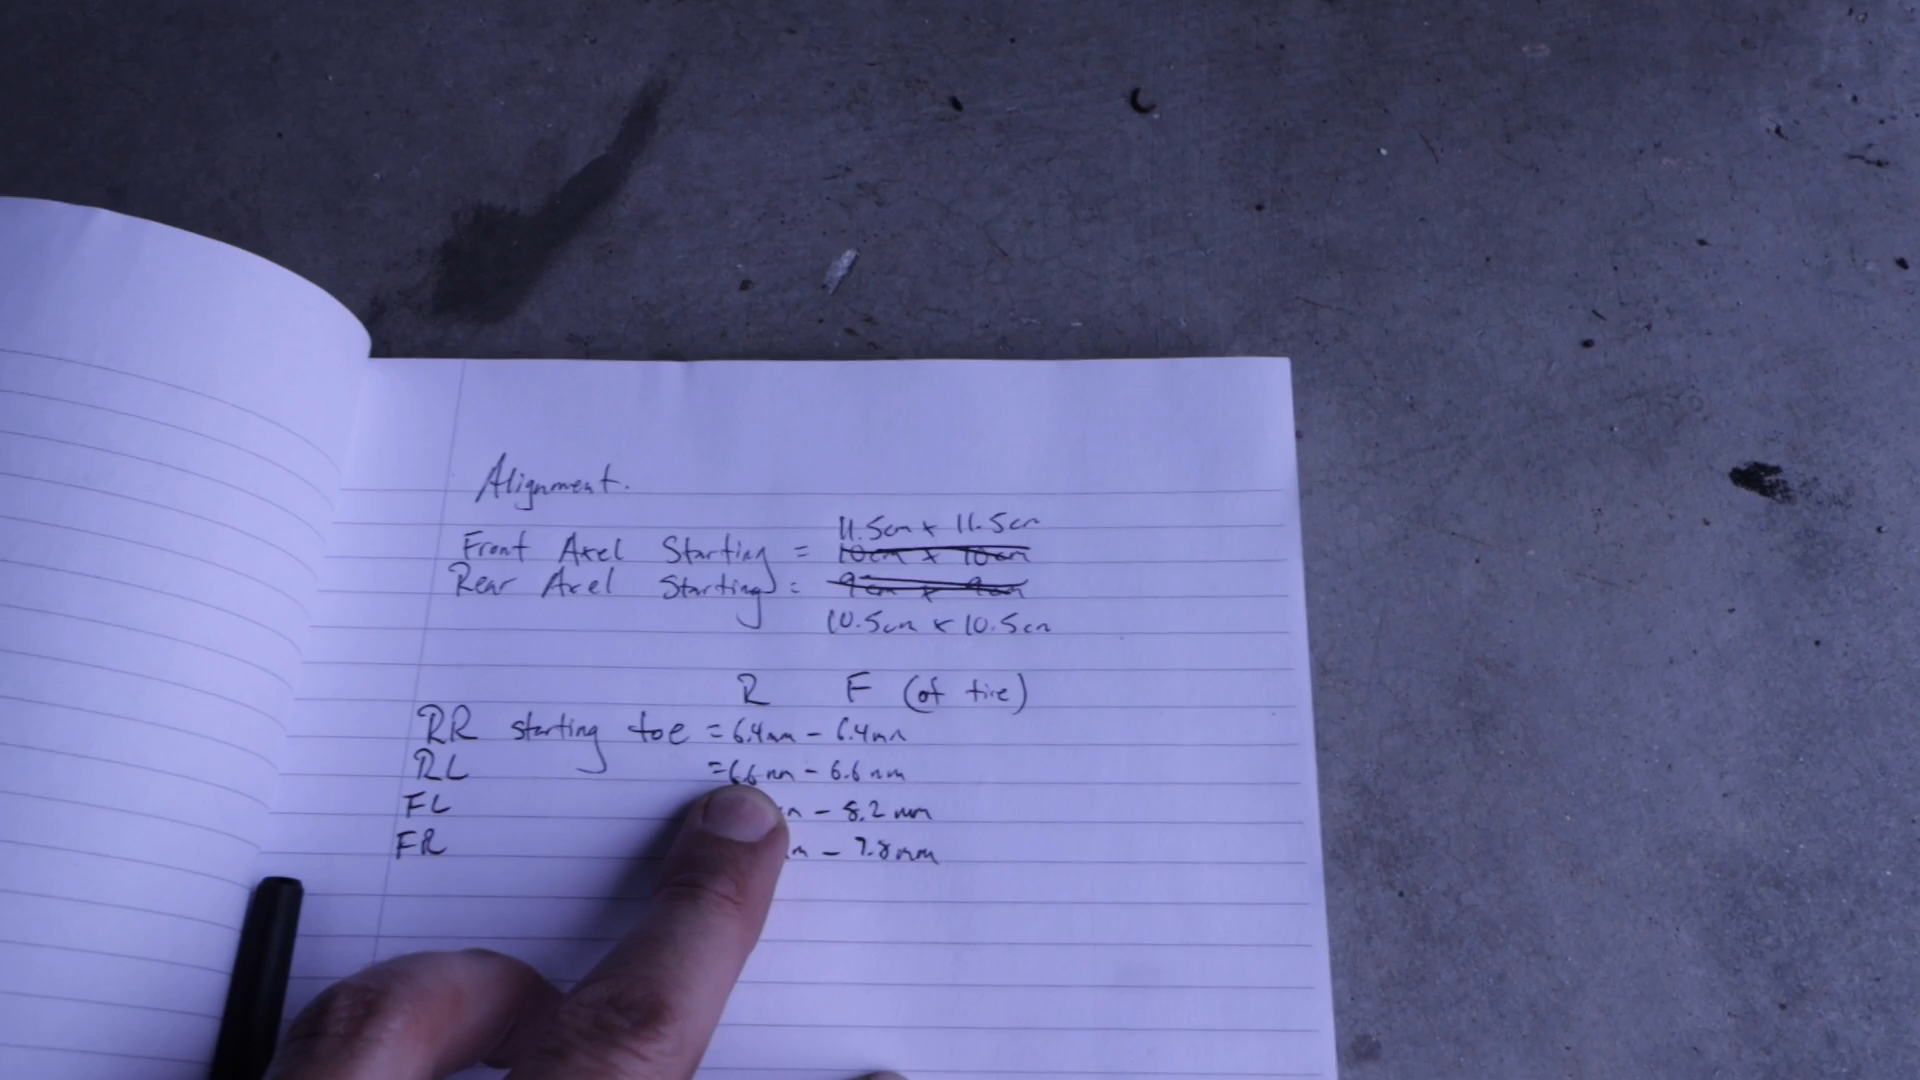 Alignment.
11.5cm x 11.5cm
Front Axel Starting = 10cm x 10cm
Rear Axel Starting = 9cm x 9cm
10.5cm x 10.5cm
R F (of tire)
RR starting toe = 6.4mm - 6.4mm
RL = 6.6mm - 6.6mm
FL m - 8.2mm
FR m - 7.8mm